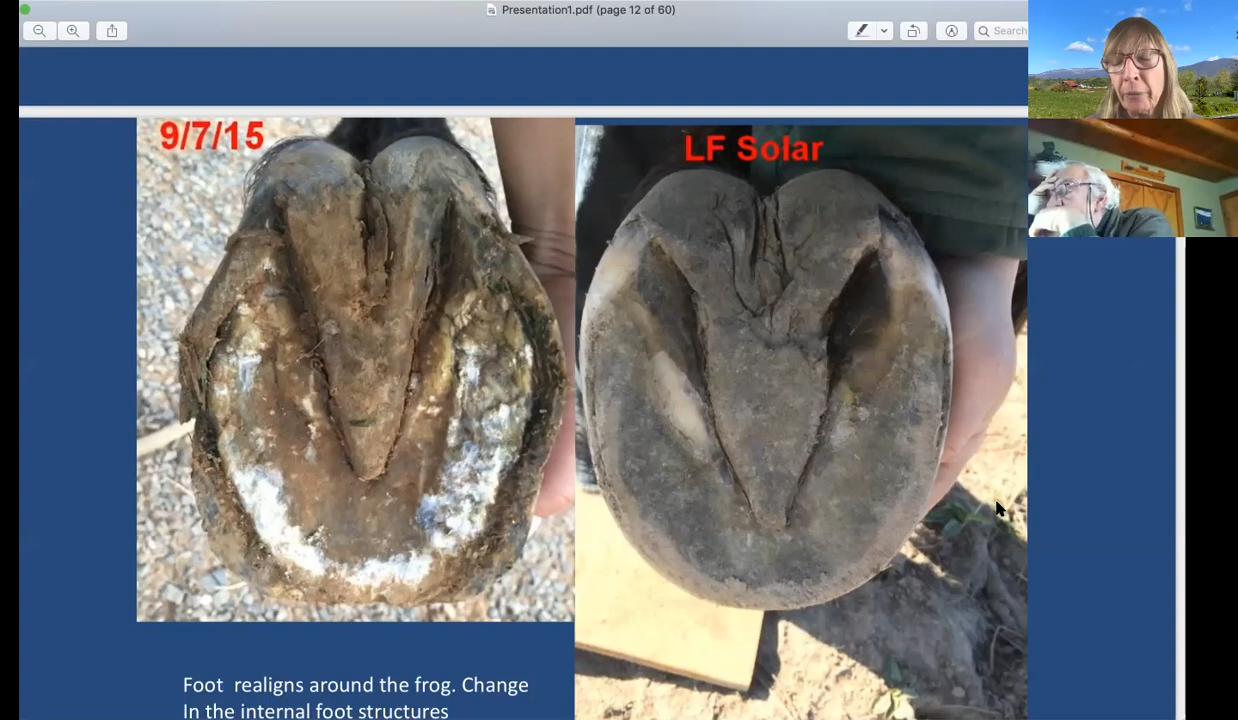 Presentation1.pdf (page 12 of 60)
Search
9/7/15
LF Solar
Foot realigns around the frog. Change
In the internal foot structures